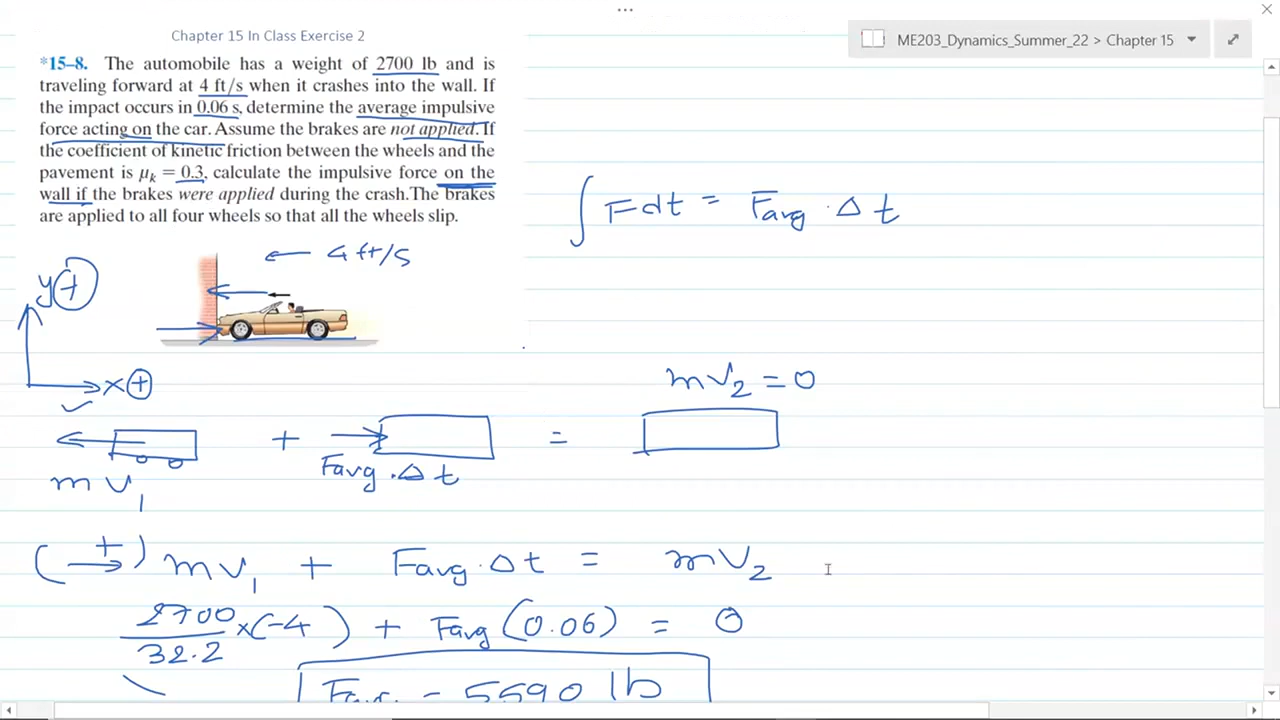 ...
Chapter 15 In Class Exercise 2
ME203_Dynamics_Summer_22 > Chapter 15
*15–8. The automobile has a weight of 2700 lb and is
traveling forward at 4 ft/s when it crashes into the wall. If
the impact occurs in 0.06 s, determine the average impulsive
force acting on the car. Assume the brakes are not applied. If
the coefficient of kinetic friction between the wheels and the
pavement is μk = 0.3, calculate the impulsive force on the
wall if the brakes were applied during the crash.The brakes
are applied to all four wheels so that all the wheels slip.
∫ Fdt = Favg · Δt
← 4 ft/s
y +
x +
mv2 = 0
+ =
mv1
Favg · Δt
(→+) mv1 + Favg · Δt = mv2
2700/32.2 × (-4) + Favg (0.06) = 0
Favg = 5590 lb